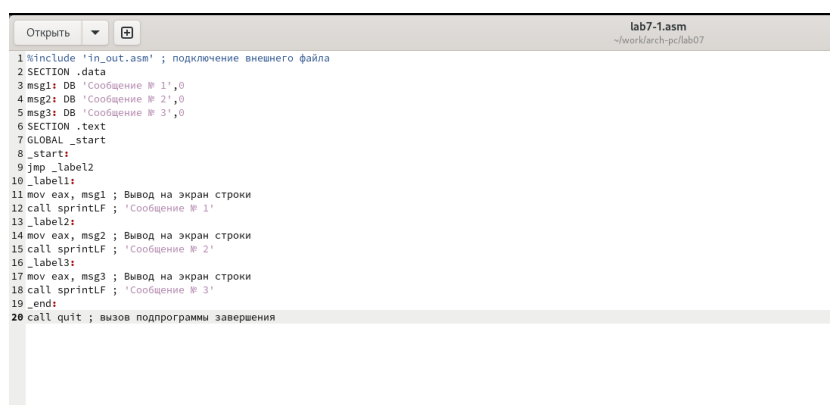 Открыть
lab7-1.asm
~/work/arch-pc/lab07
1 %include 'in_out.asm' ; подключение внешнего файла
2 SECTION .data
3 msg1: DB 'Сообщение № 1',0
4 msg2: DB 'Сообщение № 2',0
5 msg3: DB 'Сообщение № 3',0
6 SECTION .text
7 GLOBAL _start
8 _start:
9 jmp _label2
10 _label1:
11 mov eax, msg1 ; Вывод на экран строки
12 call sprintLF ; 'Сообщение № 1'
13 _label2:
14 mov eax, msg2 ; Вывод на экран строки
15 call sprintLF ; 'Сообщение № 2'
16 _label3:
17 mov eax, msg3 ; Вывод на экран строки
18 call sprintLF ; 'Сообщение № 3'
19 _end:
20 call quit ; вызов подпрограммы завершения